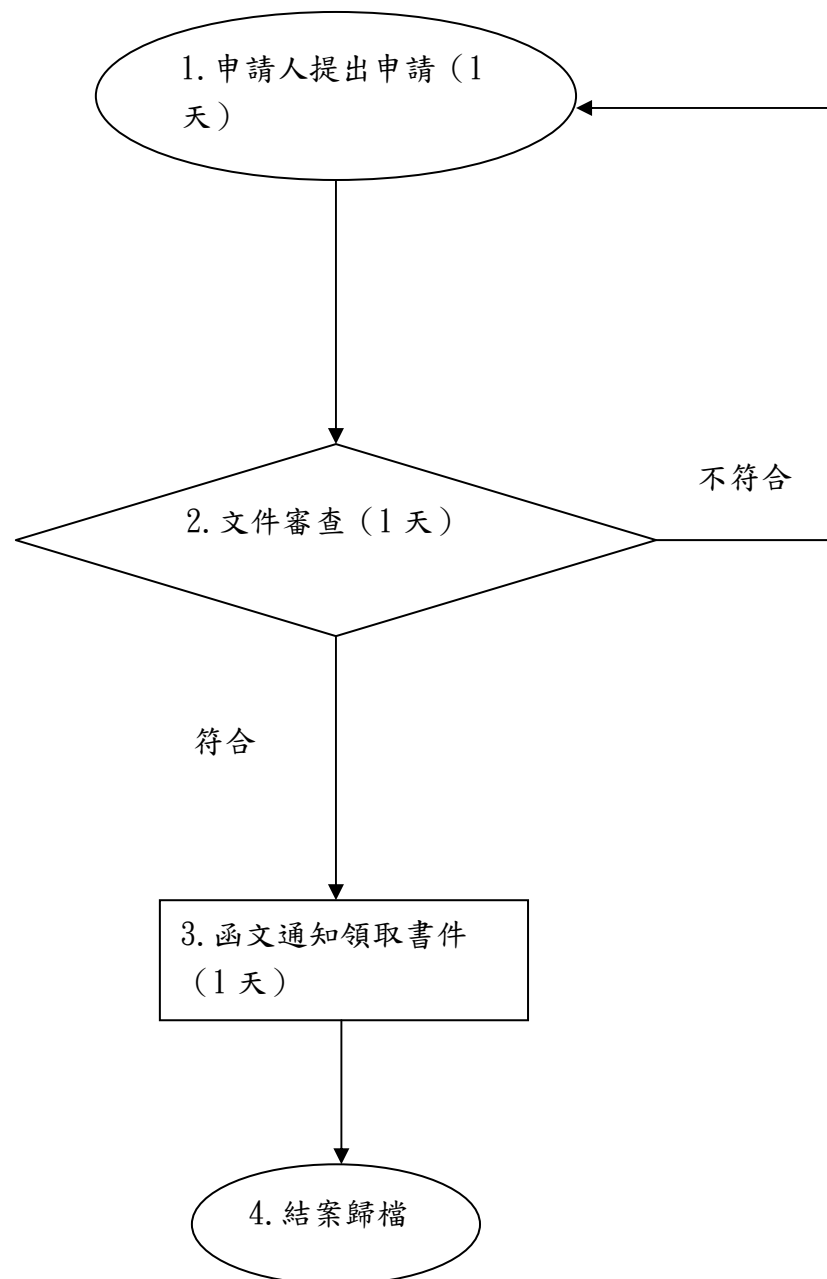 1.申請人提出申請（1
天）
不符合
2.文件審查（1 天）
符合
3.函文通知領取書件
（1 天）
4.結案歸檔